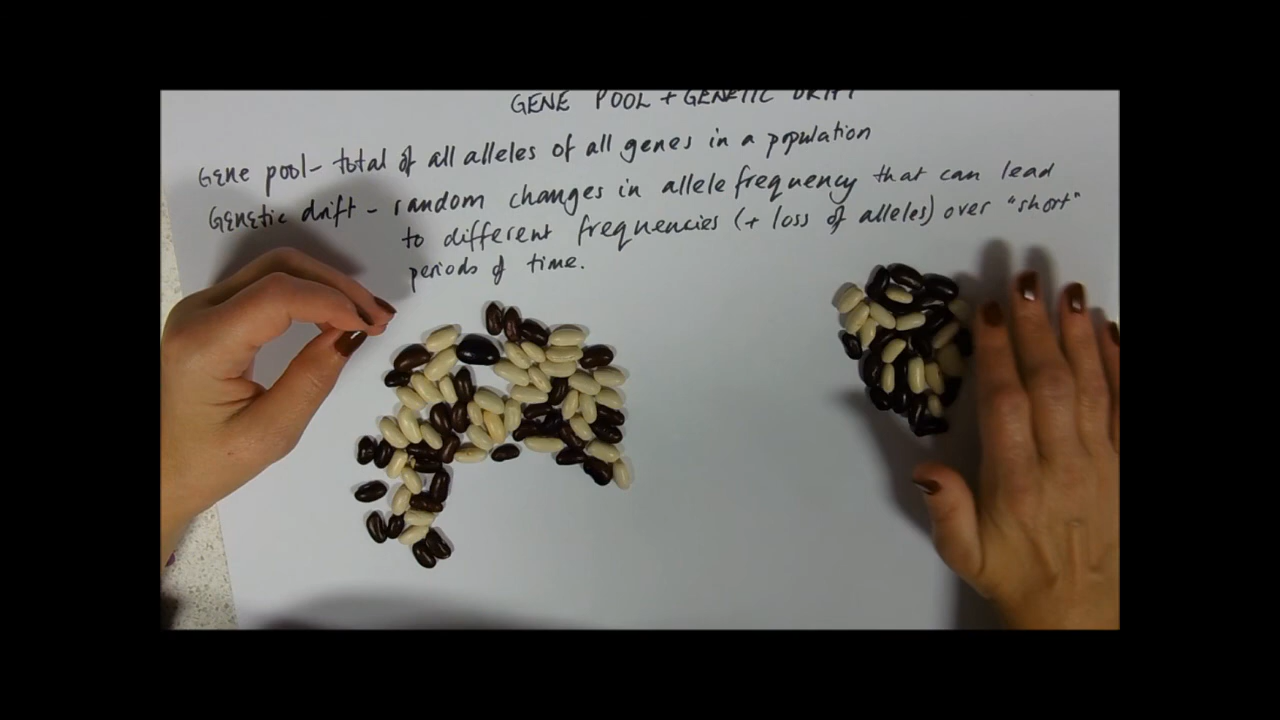 GENE POOL + GENETIC DRIFT
Gene pool - total of all alleles of all genes in a population
Genetic drift - random changes in allele frequency that can lead
to different frequencies (+ loss of alleles) over "short"
periods of time.